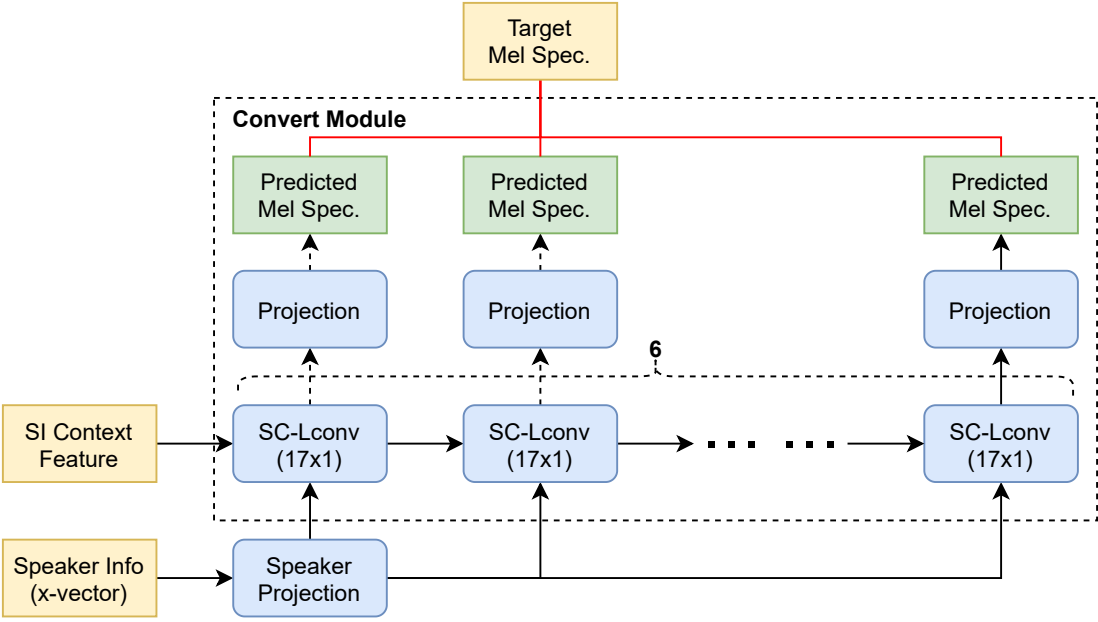 Target
Mel Spec.
Convert Module
Predicted
Mel Spec.
Predicted
Mel Spec.
Predicted
Mel Spec.
Projection
Projection
Projection
6
SI Context
Feature
SC-Lconv
(17x1)
SC-Lconv
(17x1)
SC-Lconv
(17x1)
Speaker Info
(x-vector)
Speaker
Projection